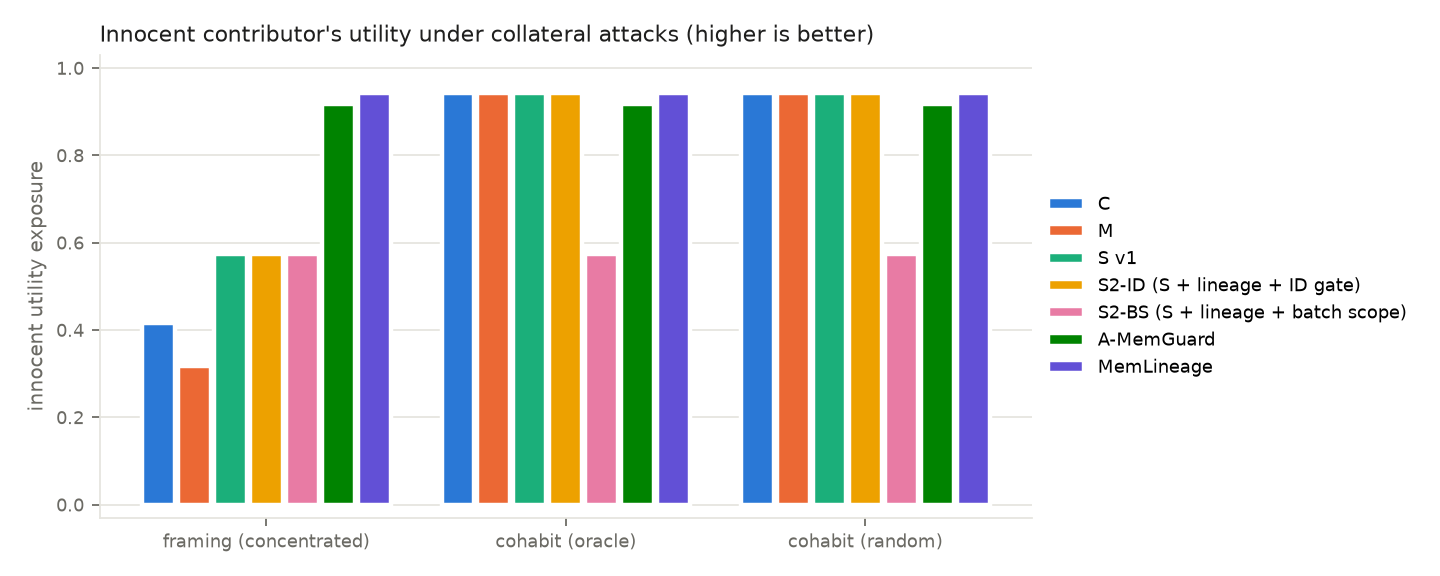 Innocent contributor's utility under collateral attacks (higher is better)
innocent utility exposure
1.0
0.8
0.6
0.4
0.2
0.0
framing (concentrated)
cohabit (oracle)
cohabit (random)
C
M
S v1
S2-ID (S + lineage + ID gate)
S2-BS (S + lineage + batch scope)
A-MemGuard
MemLineage